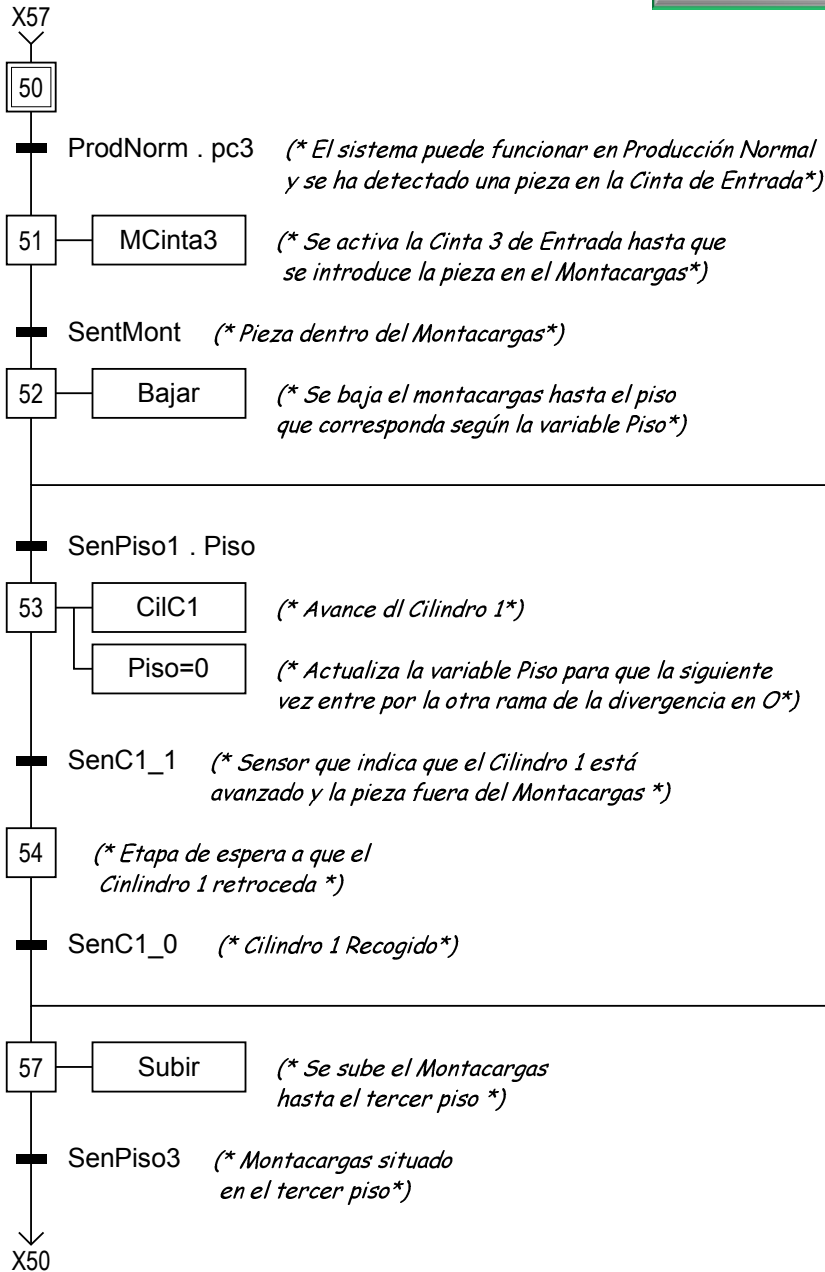 X57
50
ProdNorm . pc3 (* El sistema puede funcionar en Producción Normal
y se ha detectado una pieza en la Cinta de Entrada*)
51 MCinta3 (* Se activa la Cinta 3 de Entrada hasta que
se introduce la pieza en el Montacargas*)
SentMont (* Pieza dentro del Montacargas*)
52 Bajar (* Se baja el montacargas hasta el piso
que corresponda según la variable Piso*)
SenPiso1 . Piso
53 CilC1 (* Avance dl Cilindro 1*)
Piso=0 (* Actualiza la variable Piso para que la siguiente
vez entre por la otra rama de la divergencia en O*)
SenC1_1 (* Sensor que indica que el Cilindro 1 está
avanzado y la pieza fuera del Montacargas *)
54 (* Etapa de espera a que el
Cinlindro 1 retroceda *)
SenC1_0 (* Cilindro 1 Recogido*)
57 Subir (* Se sube el Montacargas
hasta el tercer piso *)
SenPiso3 (* Montacargas situado
en el tercer piso*)
X50